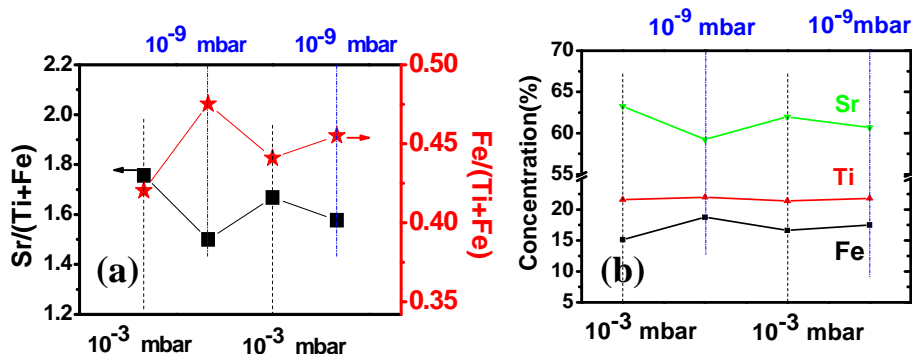 10⁻⁹ mbar 10⁻⁹ mbar
2.2
2.0
1.8
1.6
1.4
1.2
Sr/(Ti+Fe)
(a)
0.50
0.45
0.40
0.35
Fe/(Ti+Fe)
10⁻³ mbar 10⁻³ mbar
10⁻⁹ mbar 10⁻⁹mbar
70
65
60
55
20
15
10
5
Concentration(%)
Sr
Ti
Fe
(b)
10⁻³ mbar 10⁻³ mbar